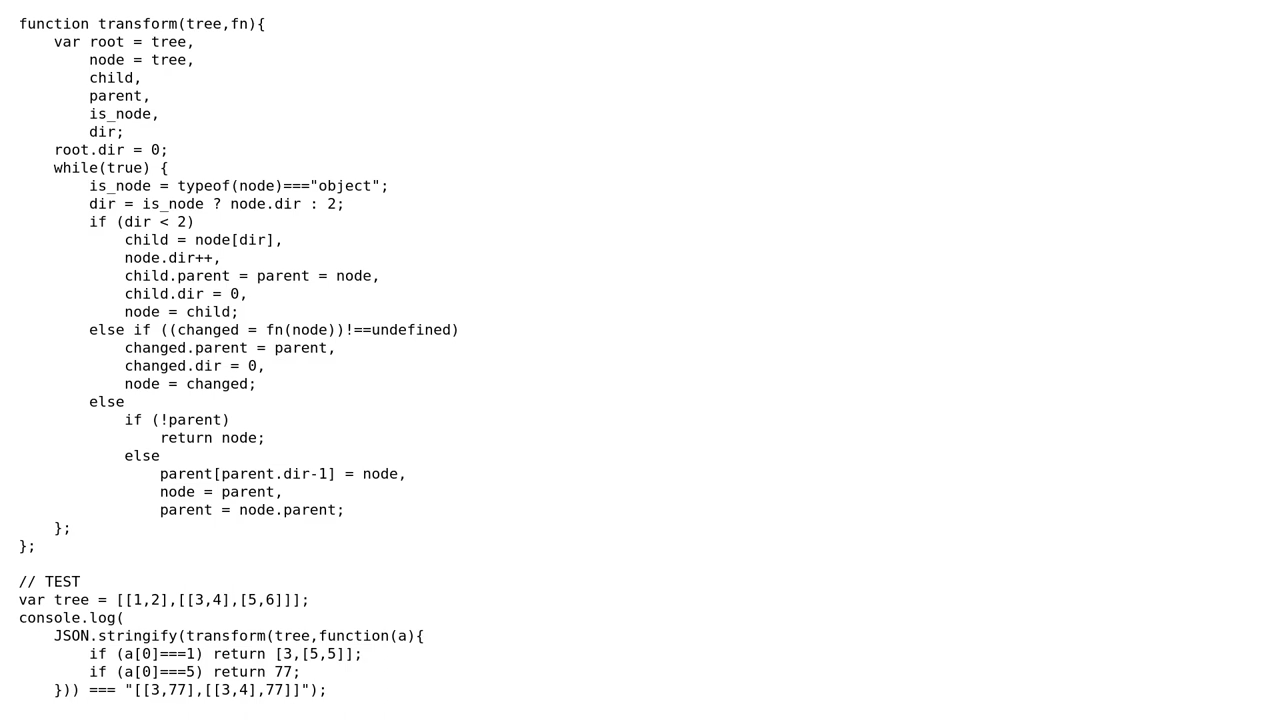 function transform(tree,fn){
    var root = tree,
        node = tree,
        child,
        parent,
        is_node,
        dir;
    root.dir = 0;
    while(true) {
        is_node = typeof(node)==="object";
        dir = is_node ? node.dir : 2;
        if (dir < 2)
            child = node[dir],
            node.dir++,
            child.parent = parent = node,
            child.dir = 0,
            node = child;
        else if ((changed = fn(node))!==undefined)
            changed.parent = parent,
            changed.dir = 0,
            node = changed;
        else
            if (!parent)
                return node;
            else
                parent[parent.dir-1] = node,
                node = parent,
                parent = node.parent;
    };
};

// TEST
var tree = [[1,2],[[3,4],[5,6]]];
console.log(
    JSON.stringify(transform(tree,function(a){
        if (a[0]===1) return [3,[5,5]];
        if (a[0]===5) return 77;
    })) === "[[3,77],[[3,4],77]]");